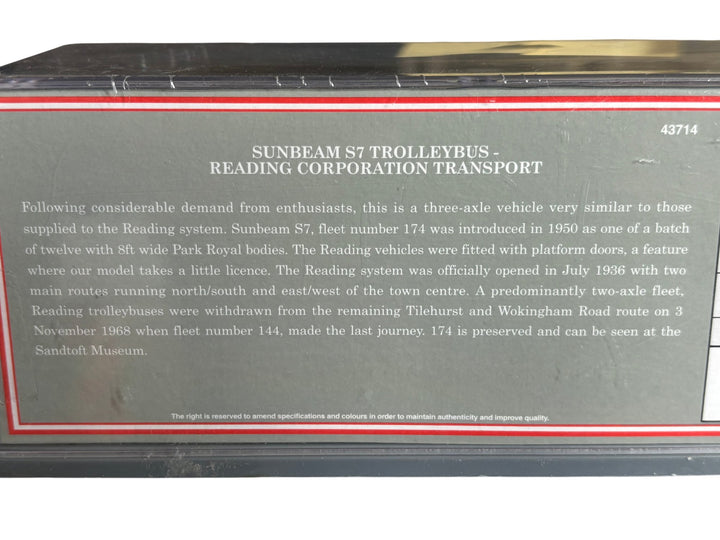 43714
SUNBEAM S7 TROLLEYBUS -
READING CORPORATION TRANSPORT
Following considerable demand from enthusiasts, this is a three-axle vehicle very similar to those
supplied to the Reading system. Sunbeam S7, fleet number 174 was introduced in 1950 as one of a batch
of twelve with 8ft wide Park Royal bodies. The Reading vehicles were fitted with platform doors, a feature
where our model takes a little licence. The Reading system was officially opened in July 1936 with two
main routes running north/south and east/west of the town centre. A predominantly two-axle fleet,
Reading trolleybuses were withdrawn from the remaining Tilehurst and Wokingham Road route on 3
November 1968 when fleet number 144, made the last journey. 174 is preserved and can be seen at the
Sandtoft Museum.
The right is reserved to amend specifications and colours in order to maintain authenticity and improve quality.